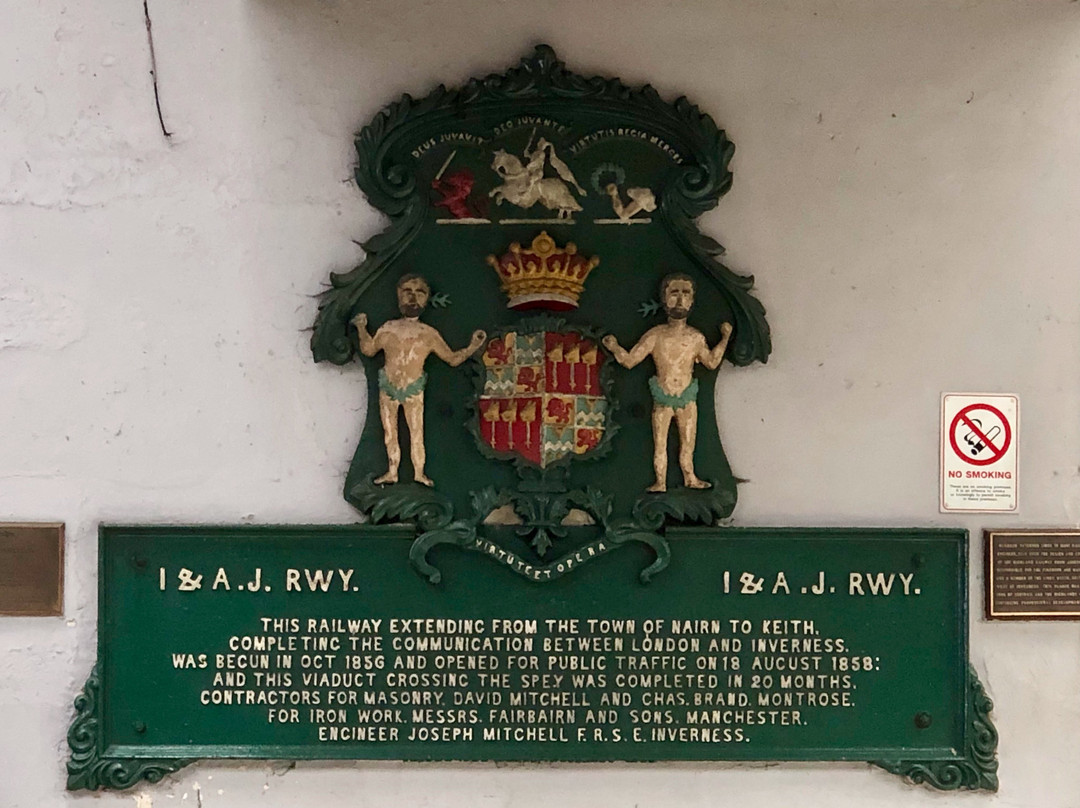 DEUS JUVAVIT DEO JUVANTE VIRTUTIS REGIA MERCES
VIRTUTE ET OPERA
I & A.J. RWY. I & A.J. RWY.
THIS RAILWAY EXTENDING FROM THE TOWN OF NAIRN TO KEITH,
COMPLETING THE COMMUNICATION BETWEEN LONDON AND INVERNESS.
WAS BEGUN IN OCT 1856 AND OPENED FOR PUBLIC TRAFFIC ON 18 AUGUST 1858:
AND THIS VIADUCT CROSSING THE SPEY WAS COMPLETED IN 20 MONTHS.
CONTRACTORS FOR MASONRY. DAVID MITCHELL AND CHAS. BRAND. MONTROSE.
FOR IRON WORK. MESSRS. FAIRBAIRN AND SONS. MANCHESTER.
ENGINEER JOSEPH MITCHELL F.R.S.E. INVERNESS.
NO SMOKING